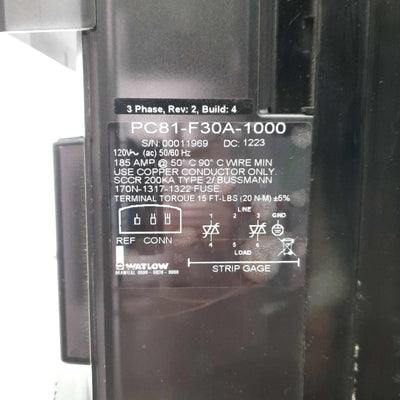 3 Phase, Rev: 2, Build: 4
PC81-F30A-1000
S/N: 00011969 DC: 1223
120V~ (ac) 50/60 Hz
185 AMP @ 50° C 90° C WIRE MIN
USE COPPER CONDUCTOR ONLY
SCCR 200KA TYPE 2/ BUSSMANN
170N-1317-1322 FUSE.
TERMINAL TORQUE 15 FT-LBS (20 N-M) ±5%
LINE
1 2 3 GND
REF CONN
4 5 6
LOAD
WATLOW
STRIP GAGE